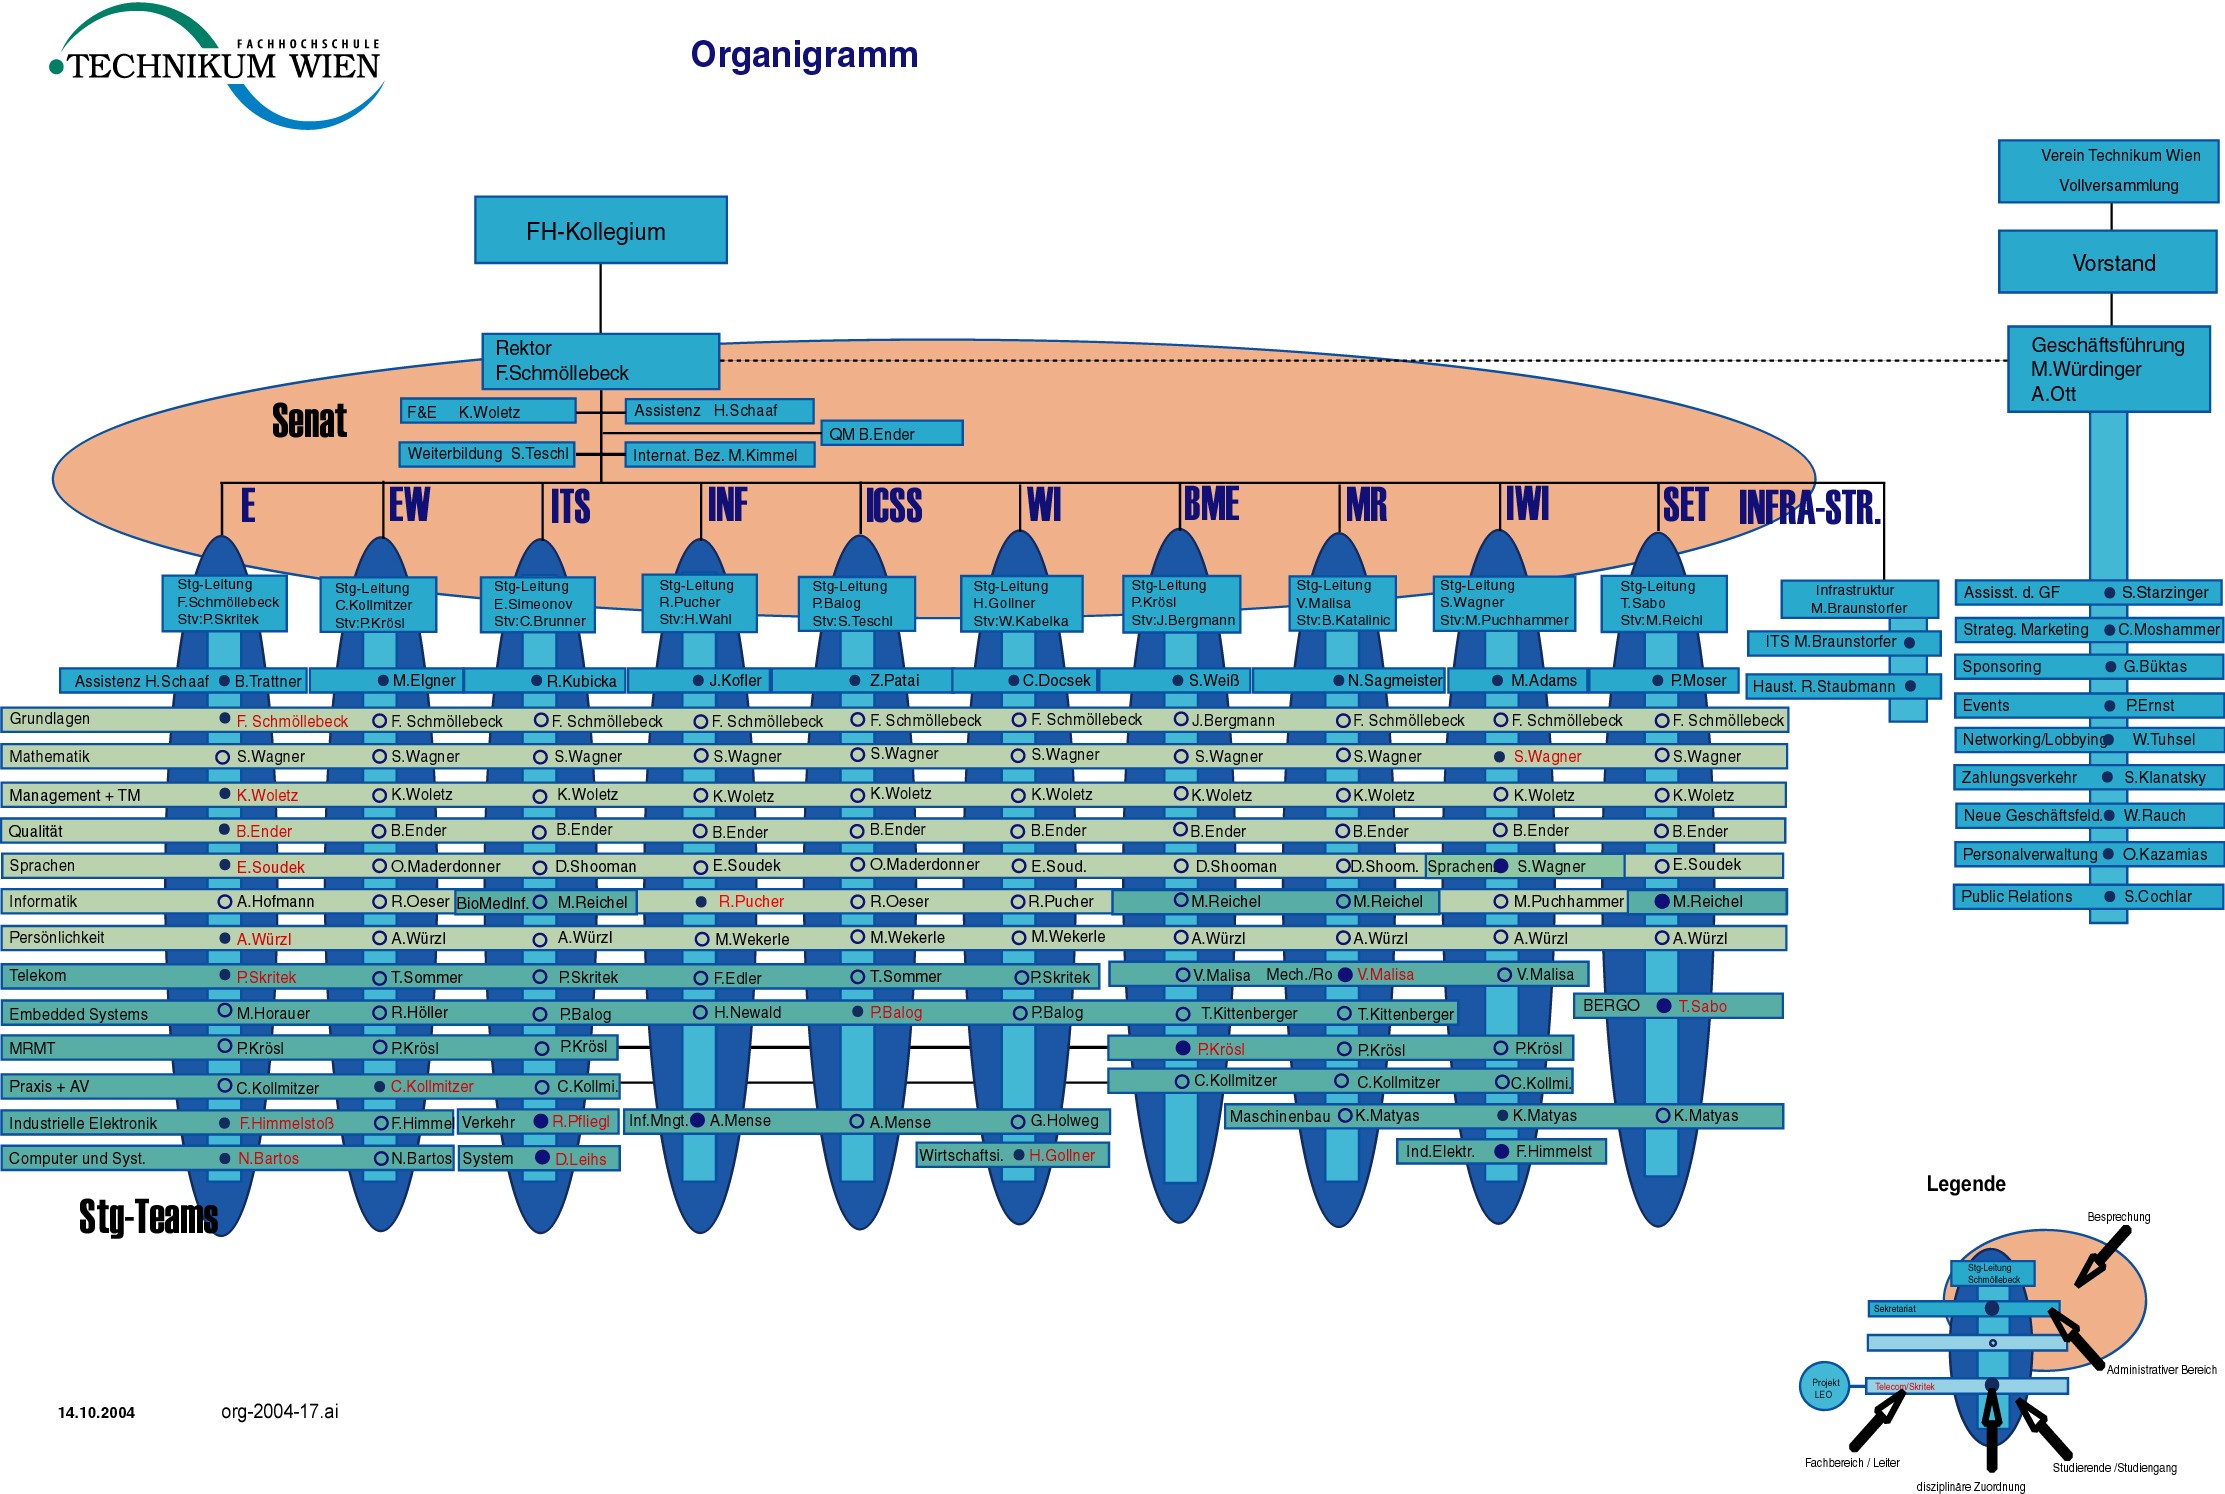 FACHHOCHSCHULE
TECHNIKUM WIEN
Organigramm
Verein Technikum Wien
Vollversammlung
FH-Kollegium
Vorstand
Rektor
F.Schmöllebeck
Geschäftsführung
M.Würdinger
A.Ott
Senat
F&E K.Woletz
Assistenz H.Schaaf
QM B.Ender
Weiterbildung S.Teschl
Internat. Bez. M.Kimmel
E EW ITS INF ICSS WI BME MR IWI SET INFRA-STR.
Stg-Leitung
F.Schmöllebeck
Stv:P.Skritek
Stg-Leitung
C.Kollmitzer
Stv:P.Krösl
Stg-Leitung
E.Simeonov
Stv:C.Brunner
Stg-Leitung
R.Pucher
Stv:H.Wahl
Stg-Leitung
P.Balog
Stv:S.Teschl
Stg-Leitung
H.Gollner
Stv:W.Kabelka
Stg-Leitung
P.Krösl
Stv:J.Bergmann
Stg-Leitung
V.Malisa
Stv:B.Katalinic
Stg-Leitung
S.Wagner
Stv:M.Puchhammer
Stg-Leitung
T.Sabo
Stv:M.Reichl
Infrastruktur
M.Braunstorfer
ITS M.Braunstorfer
Haust. R.Staubmann
Assisst. d. GF S.Starzinger
Strateg. Marketing C.Moshammer
Sponsoring G.Büktas
Events P.Ernst
Networking/Lobbying W.Tuhsel
Zahlungsverkehr S.Klanatsky
Neue Geschäftsfeld. W.Rauch
Personalverwaltung O.Kazamias
Public Relations S.Cochlar
Assistenz H.Schaaf B.Trattner M.Elgner R.Kubicka J.Kofler Z.Patai C.Docsek S.Weiß N.Sagmeister M.Adams P.Moser
Grundlagen F. Schmöllebeck F. Schmöllebeck F. Schmöllebeck F. Schmöllebeck F. Schmöllebeck F. Schmöllebeck J.Bergmann F. Schmöllebeck F. Schmöllebeck F. Schmöllebeck
Mathematik S.Wagner S.Wagner S.Wagner S.Wagner S.Wagner S.Wagner S.Wagner S.Wagner S.Wagner S.Wagner
Management + TM K.Woletz K.Woletz K.Woletz K.Woletz K.Woletz K.Woletz K.Woletz K.Woletz K.Woletz K.Woletz
Qualität B.Ender B.Ender B.Ender B.Ender B.Ender B.Ender B.Ender B.Ender B.Ender B.Ender
Sprachen E.Soudek O.Maderdonner D.Shooman E.Soudek O.Maderdonner E.Soud. D.Shooman D.Shoom. Sprachen. S.Wagner E.Soudek
Informatik A.Hofmann R.Oeser BioMedInf. M.Reichel R.Pucher R.Oeser R.Pucher M.Reichel M.Reichel M.Puchhammer M.Reichel
Persönlichkeit A.Würzl A.Würzl A.Würzl M.Wekerle M.Wekerle M.Wekerle A.Würzl A.Würzl A.Würzl A.Würzl
Telekom P.Skritek T.Sommer P.Skritek F.Edler T.Sommer P.Skritek V.Malisa Mech./Ro V.Malisa V.Malisa
Embedded Systems M.Horauer R.Höller P.Balog H.Newald P.Balog P.Balog T.Kittenberger T.Kittenberger BERGO T.Sabo
MRMT P.Krösl P.Krösl P.Krösl P.Krösl P.Krösl P.Krösl
Praxis + AV C.Kollmitzer C.Kollmitzer C.Kollmi. C.Kollmitzer C.Kollmitzer C.Kollmi.
Industrielle Elektronik F.Himmelstoß F.Himmel Verkehr R.Pfliegl Inf.Mngt. A.Mense A.Mense G.Holweg Maschinenbau K.Matyas K.Matyas K.Matyas
Computer und Syst. N.Bartos N.Bartos System D.Leihs Wirtschaftsi. H.Gollner Ind.Elektr. F.Himmelst
Stg-Teams
Legende
Besprechung
Stg-Leitung
Schmöllebeck
Sekretariat
Administrativer Bereich
Projekt
LEO
Telecom/Skritek
Fachbereich / Leiter
Studierende /Studiengang
disziplinäre Zuordnung
14.10.2004 org-2004-17.ai